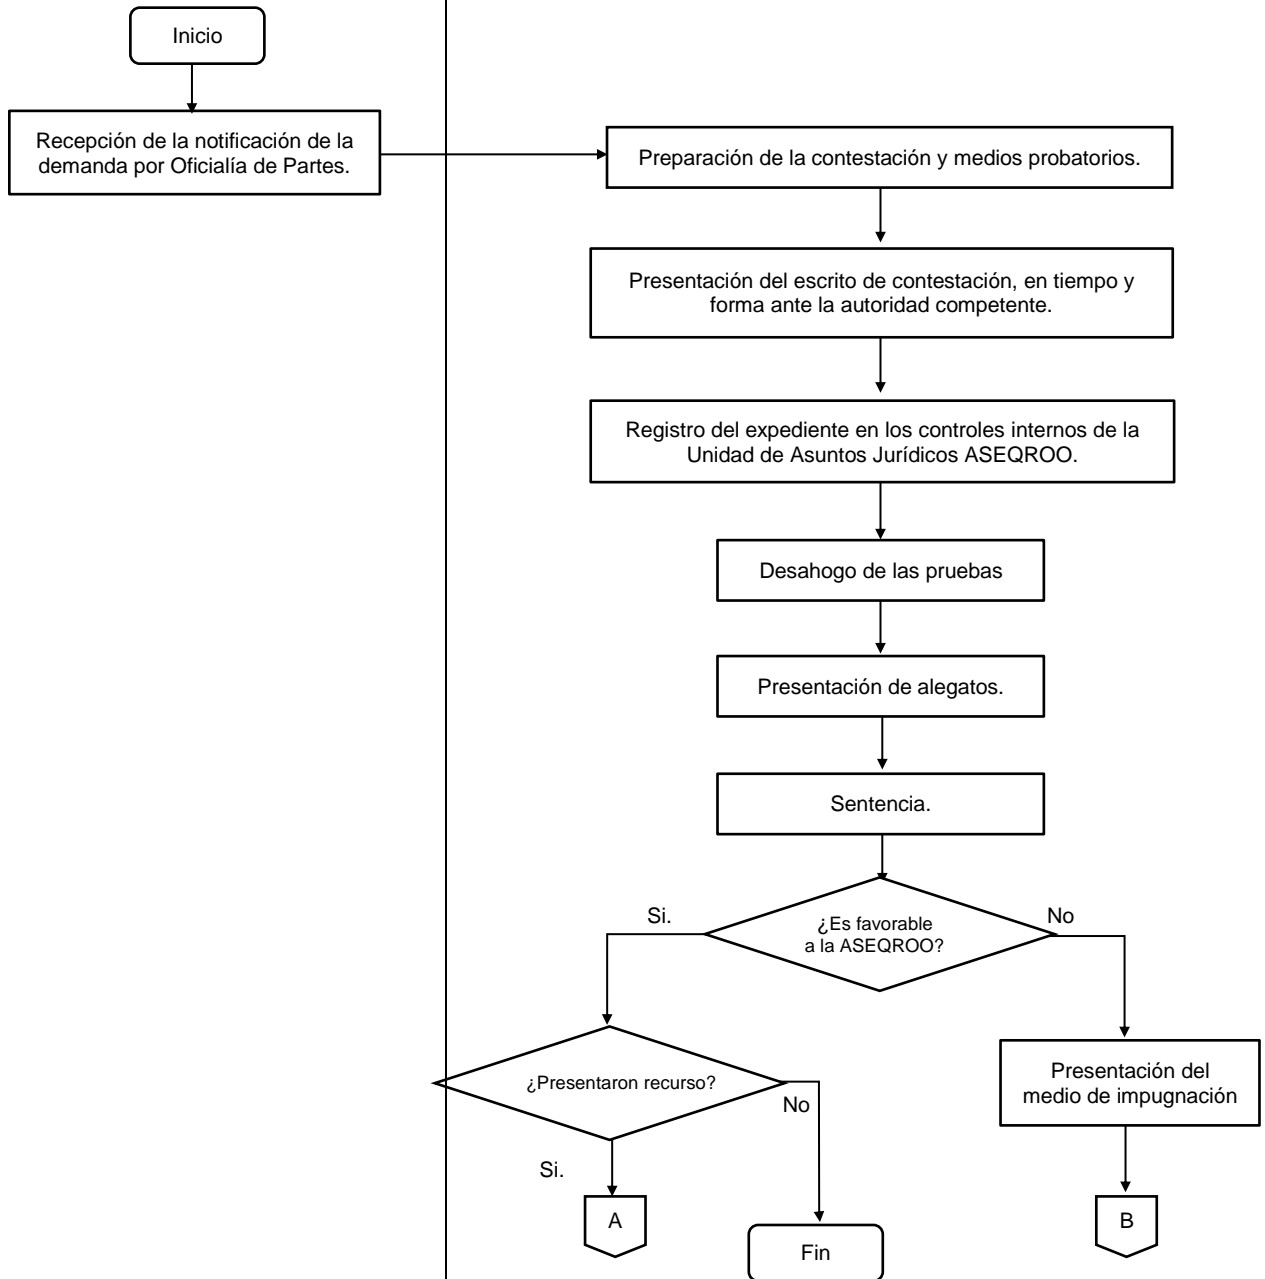 Inicio
Recepción de la notificación de la
demanda por Oficialía de Partes.
Preparación de la contestación y medios probatorios.
Presentación del escrito de contestación, en tiempo y
forma ante la autoridad competente.
Registro del expediente en los controles internos de la
Unidad de Asuntos Jurídicos ASEQROO.
Desahogo de las pruebas
Presentación de alegatos.
Sentencia.
Si.
¿Es favorable
a la ASEQROO?
No
¿Presentaron recurso?
No
Presentación del
medio de impugnación
Si.
A
Fin
B